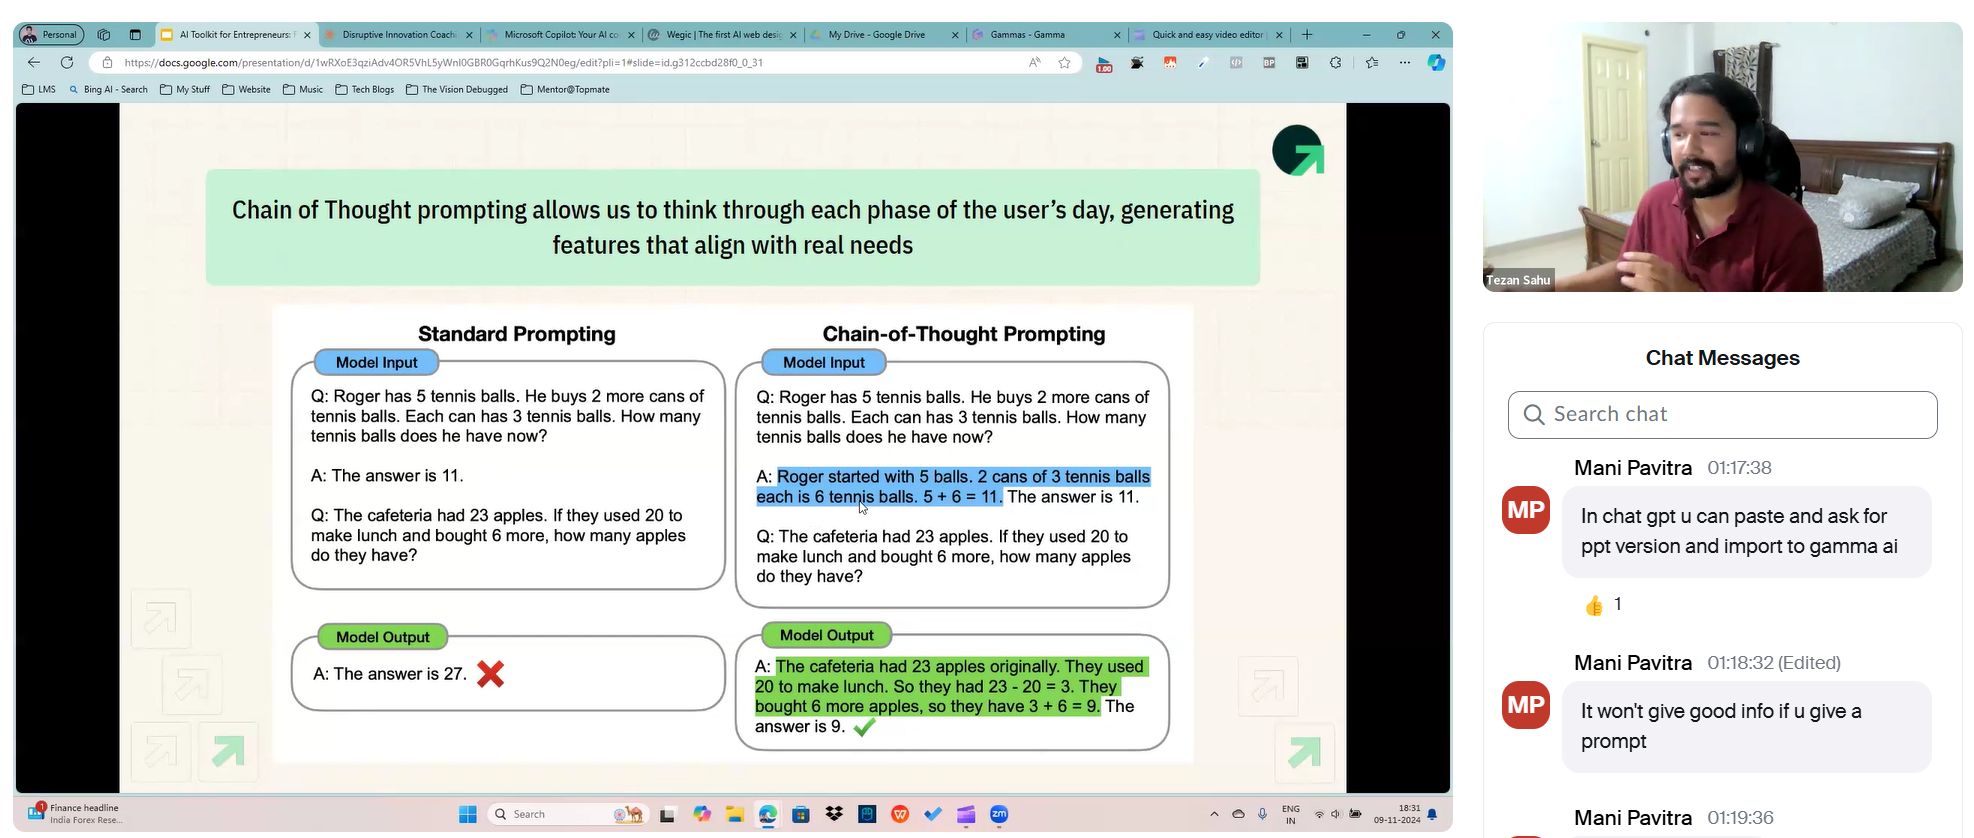 Personal
AI Toolkit for Entrepreneurs: F
Disruptive Innovation Coachi
Microsoft Copilot: Your AI co
Wegic | The first AI web desig
My Drive - Google Drive
Gammas - Gamma
Quick and easy video editor
https://docs.google.com/presentation/d/1wRXoE3qziAdv4OR5VhL5yWnI0GBR0GqrhKus9Q2N0eg/edit?pli=1#slide=id.g312ccbd28f0_0_31
1.00
BP
LMS
Bing AI - Search
My Stuff
Website
Music
Tech Blogs
The Vision Debugged
Mentor@Topmate
Chain of Thought prompting allows us to think through each phase of the user's day, generating
features that align with real needs
Standard Prompting
Model Input
Q: Roger has 5 tennis balls. He buys 2 more cans of
tennis balls. Each can has 3 tennis balls. How many
tennis balls does he have now?
A: The answer is 11.
Q: The cafeteria had 23 apples. If they used 20 to
make lunch and bought 6 more, how many apples
do they have?
Model Output
A: The answer is 27.
Chain-of-Thought Prompting
Model Input
Q: Roger has 5 tennis balls. He buys 2 more cans of
tennis balls. Each can has 3 tennis balls. How many
tennis balls does he have now?
A: Roger started with 5 balls. 2 cans of 3 tennis balls
each is 6 tennis balls. 5 + 6 = 11. The answer is 11.
Q: The cafeteria had 23 apples. If they used 20 to
make lunch and bought 6 more, how many apples
do they have?
Model Output
A: The cafeteria had 23 apples originally. They used
20 to make lunch. So they had 23 - 20 = 3. They
bought 6 more apples, so they have 3 + 6 = 9. The
answer is 9.
Finance headline
India Forex Rese...
Search
zm
ENG
IN
18:31
09-11-2024
Tezan Sahu
Chat Messages
Search chat
Mani Pavitra 01:17:38
MP
In chat gpt u can paste and ask for
ppt version and import to gamma ai
1
Mani Pavitra 01:18:32 (Edited)
MP
It won't give good info if u give a
prompt
Mani Pavitra 01:19:36